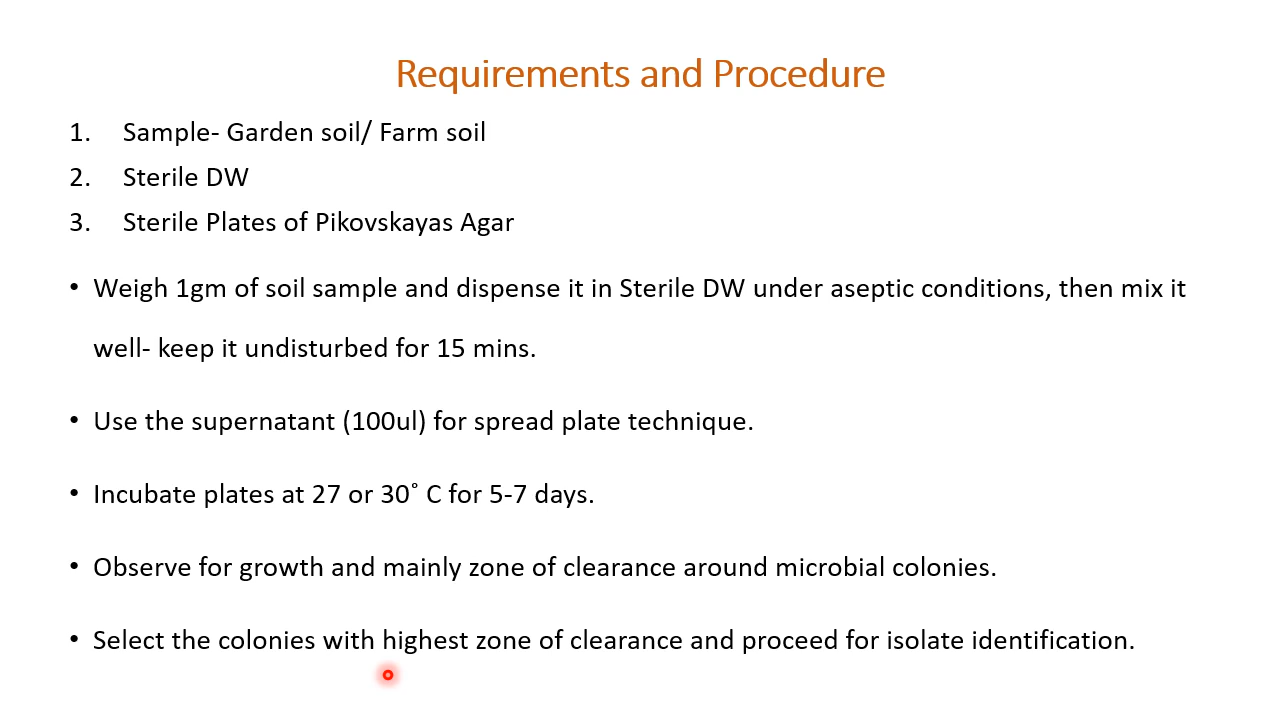 Requirements and Procedure
1. Sample- Garden soil/ Farm soil
2. Sterile DW
3. Sterile Plates of Pikovskayas Agar
• Weigh 1gm of soil sample and dispense it in Sterile DW under aseptic conditions, then mix it
well- keep it undisturbed for 15 mins.
• Use the supernatant (100ul) for spread plate technique.
• Incubate plates at 27 or 30˚ C for 5-7 days.
• Observe for growth and mainly zone of clearance around microbial colonies.
• Select the colonies with highest zone of clearance and proceed for isolate identification.